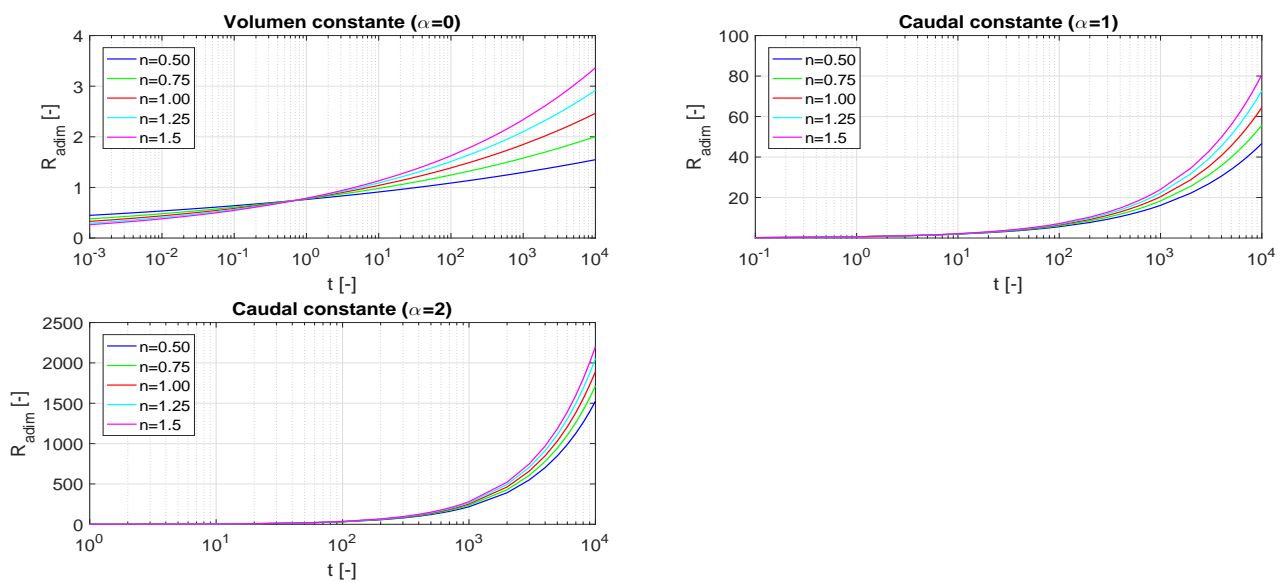 Volumen constante (α=0)
R_adim [-]
4
3
2
1
0
n=0.50
n=0.75
n=1.00
n=1.25
n=1.5
10^-3 10^-2 10^-1 10^0 10^1 10^2 10^3 10^4
t [-]
Caudal constante (α=1)
R_adim [-]
100
80
60
40
20
n=0.50
n=0.75
n=1.00
n=1.25
n=1.5
10^-1 10^0 10^1 10^2 10^3 10^4
t [-]
Caudal constante (α=2)
R_adim [-]
2500
2000
1500
1000
500
0
n=0.50
n=0.75
n=1.00
n=1.25
n=1.5
10^0 10^1 10^2 10^3 10^4
t [-]